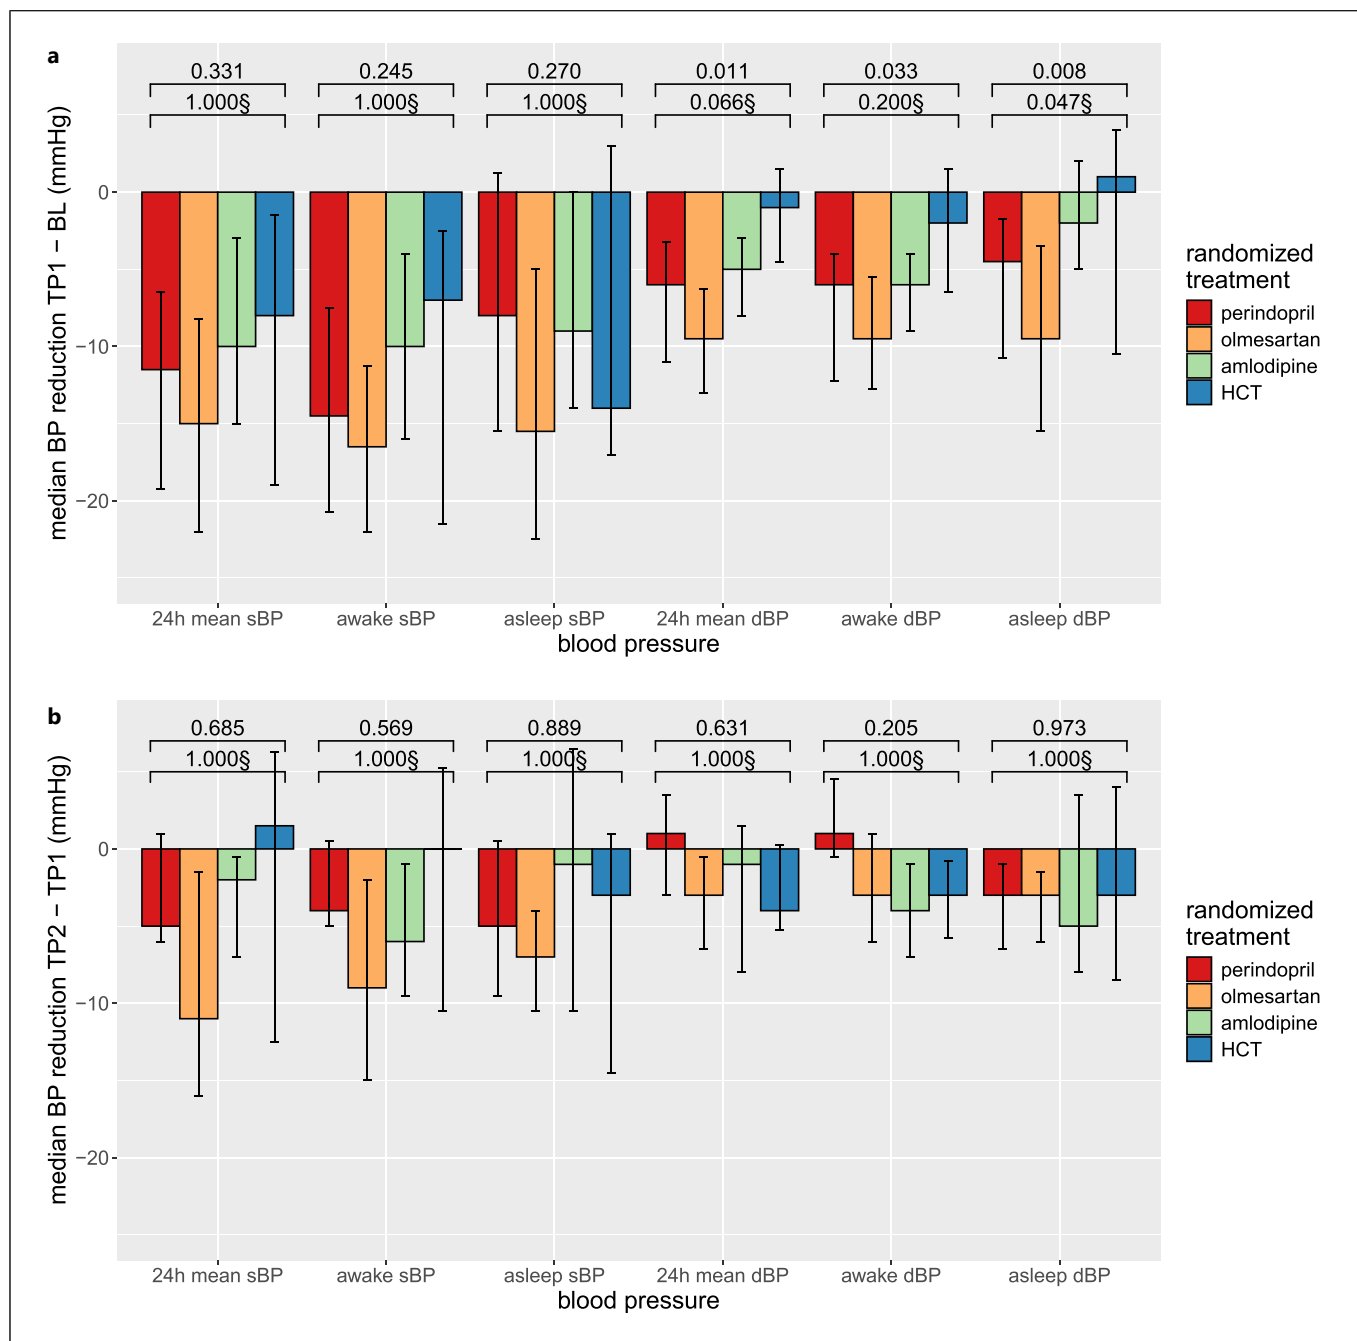 a
0.331 0.245 0.270 0.011 0.033 0.008
1.000§ 1.000§ 1.000§ 0.066§ 0.200§ 0.047§
median BP reduction TP1 − BL (mmHg)
0
−10
−20
24h mean sBP awake sBP asleep sBP 24h mean dBP awake dBP asleep dBP
blood pressure
randomized
treatment
perindopril
olmesartan
amlodipine
HCT
b
0.685 0.569 0.889 0.631 0.205 0.973
1.000§ 1.000§ 1.000§ 1.000§ 1.000§ 1.000§
median BP reduction TP2 − TP1 (mmHg)
0
−10
−20
24h mean sBP awake sBP asleep sBP 24h mean dBP awake dBP asleep dBP
blood pressure
randomized
treatment
perindopril
olmesartan
amlodipine
HCT